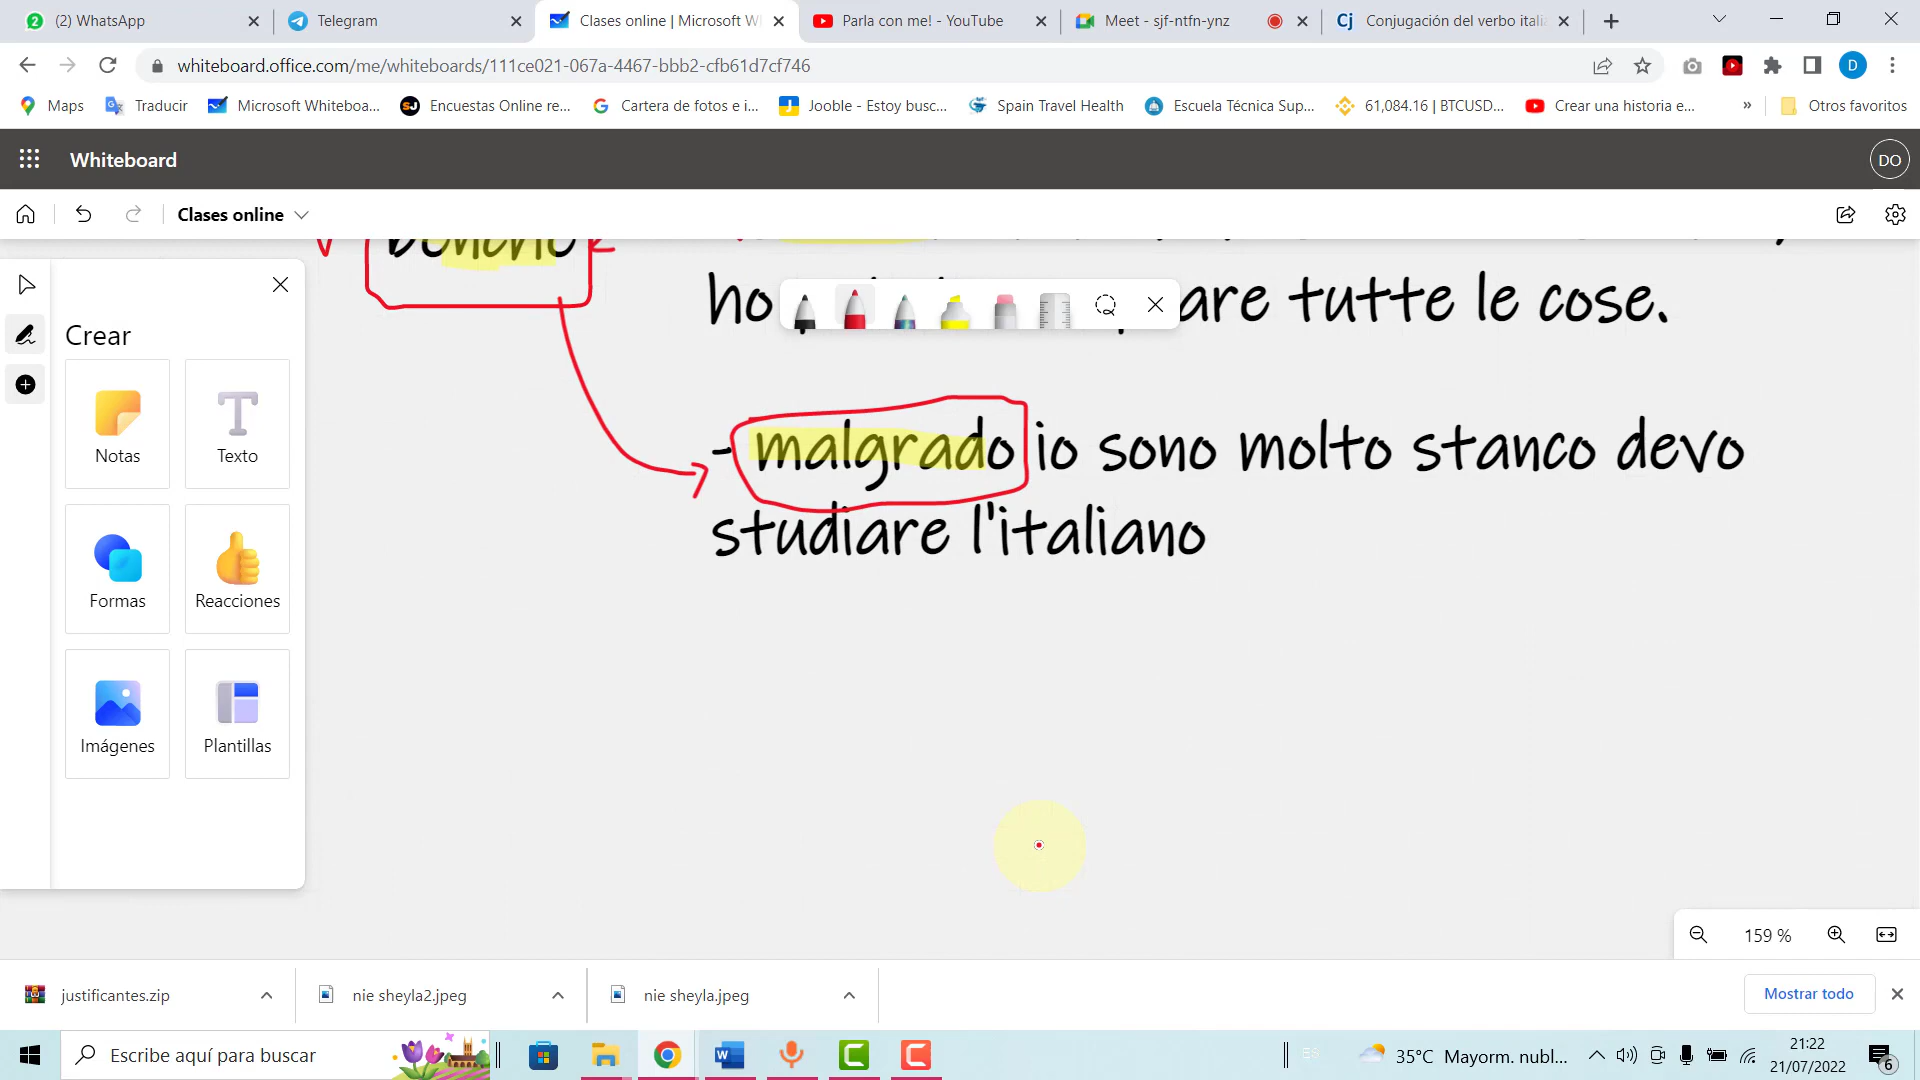 (2) WhatsApp
Telegram
Clases online | Microsoft W
Parla con me! - YouTube
Meet - sjf-ntfn-ynz
Cj Conjugación del verbo itali
whiteboard.office.com/me/whiteboards/111ce021-067a-4467-bbb2-cfb61d7cf746
D
Maps
Traducir
Microsoft Whiteboa...
Encuestas Online re...
Cartera de fotos e i...
Jooble - Estoy busc...
Spain Travel Health
Escuela Técnica Sup...
61,084.16 | BTCUSD...
Crear una historia e...
»
Otros favoritos
Whiteboard
DO
Clases online
ho
are tutte le cose.
- malgrado io sono molto stanco devo
studiare l'italiano
Crear
Notas
Texto
Formas
Reacciones
Imágenes
Plantillas
159 %
justificantes.zip
nie sheyla2.jpeg
nie sheyla.jpeg
Mostrar todo
Escribe aquí para buscar
35°C Mayorm. nubl...
21:22
21/07/2022
6